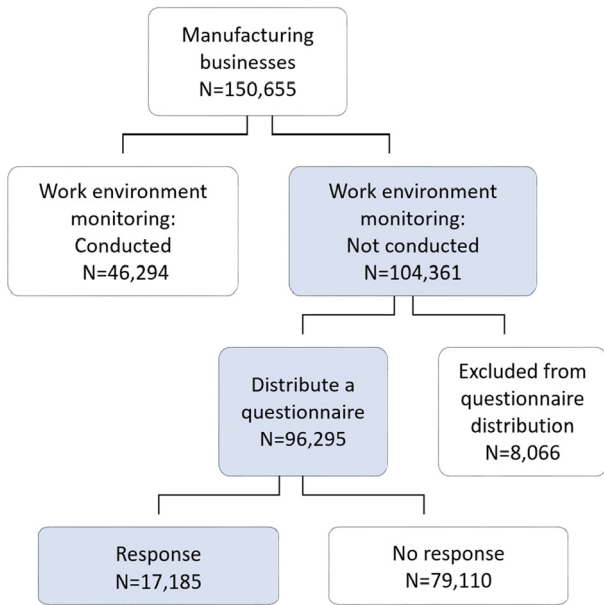 Manufacturing
businesses
N=150,655
Work environment
monitoring:
Conducted
N=46,294
Work environment
monitoring:
Not conducted
N=104,361
Distribute a
questionnaire
N=96,295
Excluded from
questionnaire
distribution
N=8,066
Response
N=17,185
No response
N=79,110